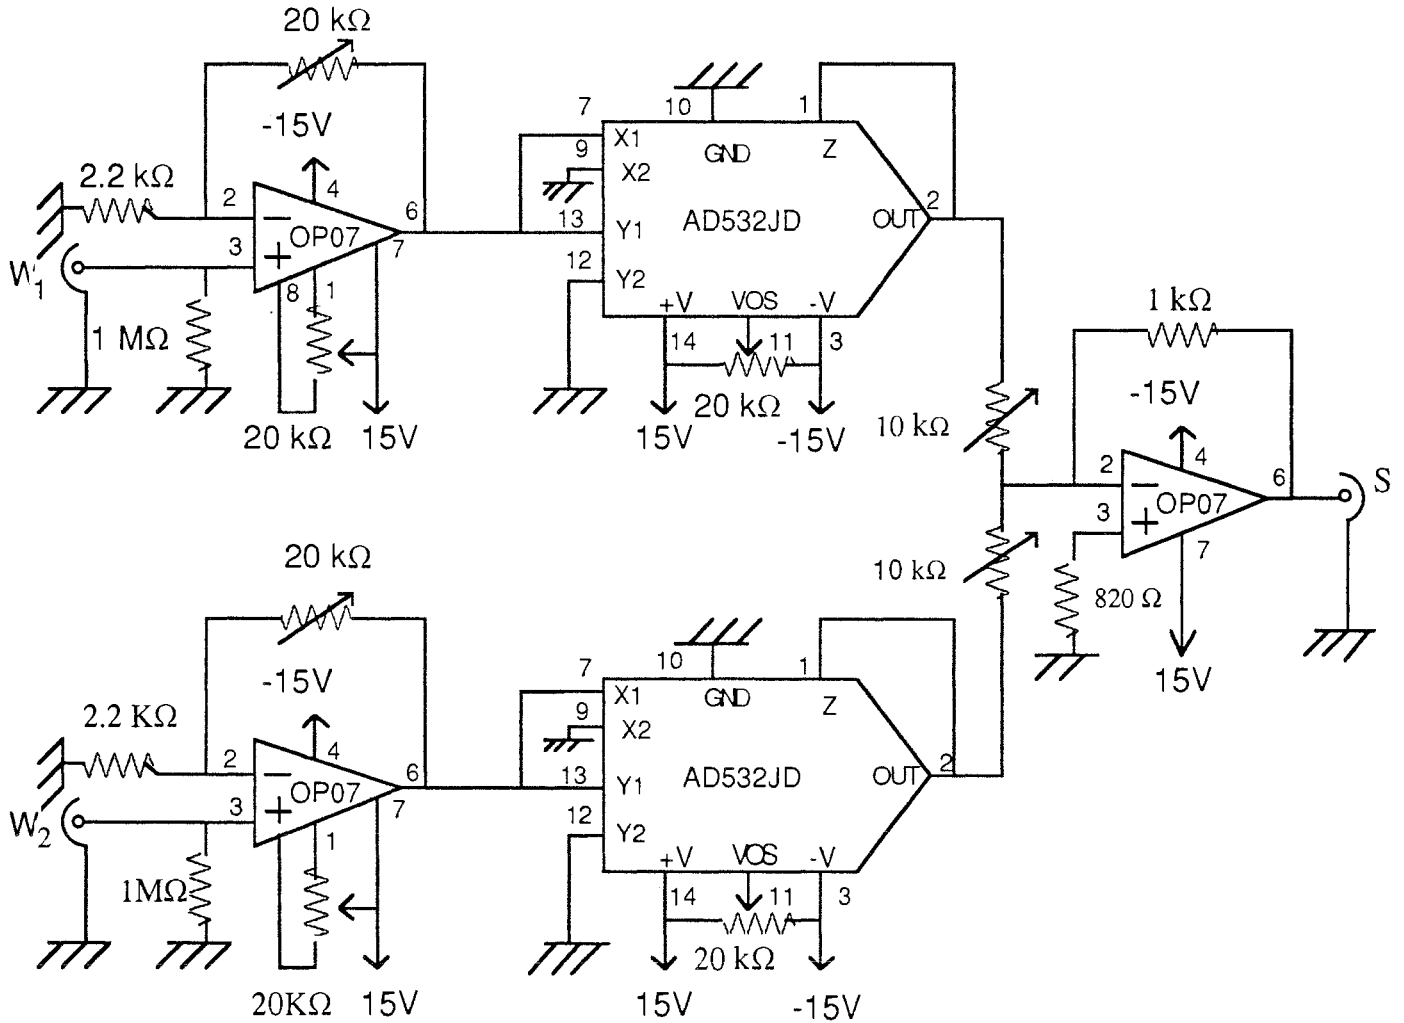 20 kΩ
-15V
2.2 kΩ
2
4
6
OP07
3
7
W1
8
1
1 MΩ
20 kΩ
15V
7
10
1
X1
9
GND
Z
X2
13
Y1
AD532JD
OUT
2
12
Y2
+V
VOS
-V
14
11
3
20 kΩ
15V
-15V
10 kΩ
1 kΩ
-15V
2
4
6
S
OP07
3
7
10 kΩ
820 Ω
15V
20 kΩ
-15V
2.2 KΩ
2
4
6
OP07
3
7
W2
1
1MΩ
20KΩ
15V
7
10
1
X1
9
GND
Z
X2
13
Y1
AD532JD
OUT
2
12
Y2
+V
VOS
-V
14
11
3
20 kΩ
15V
-15V